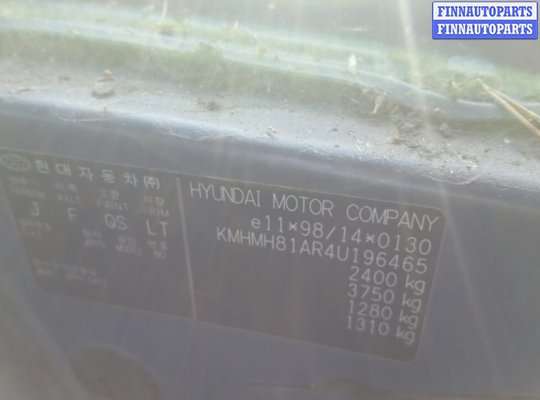 FINNAUTOPARTS
FINNAUTOPARTS
현대자동차㈜
J F QS LT
HYUNDAI MOTOR COMPANY
e11*98/14*0130
KMHMH81AR4U196465
2400 kg
3750 kg
1280 kg
1310 kg